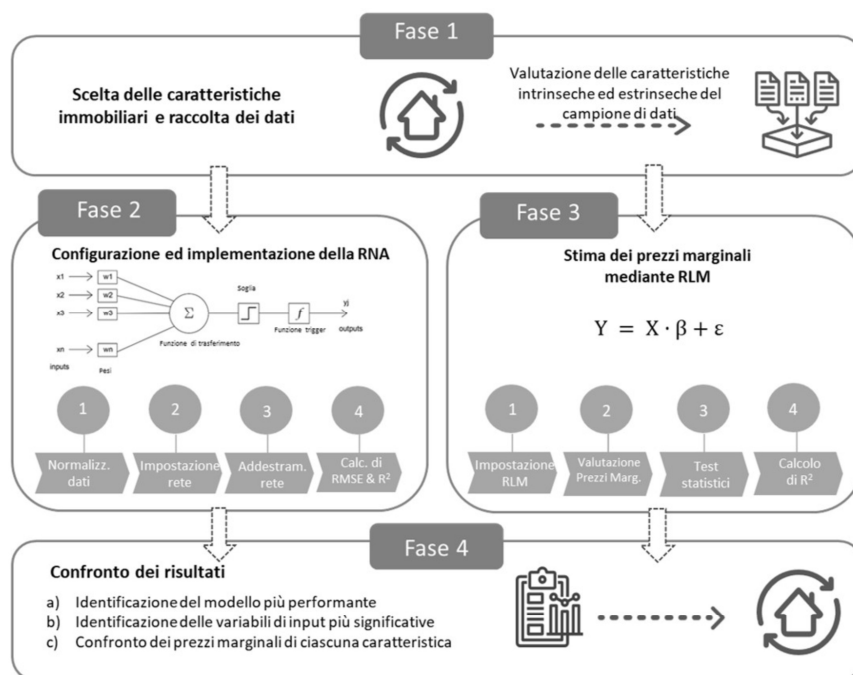 Fase 1
Scelta delle caratteristiche
immobiliari e raccolta dei dati
Valutazione delle caratteristiche
intrinseche ed estrinseche del
campione di dati
Fase 2
Configurazione ed implementazione della RNA
x1
w1
x2
w2
x3
w3
xn
wn
inputs
Pesi
Σ
Funzione di trasferimento
Soglia
f
Funzione trigger
yj
outputs
1
2
3
4
Normalizz.
dati
Impostazione
rete
Addestram.
rete
Calc. di
RMSE & R²
Fase 3
Stima dei prezzi marginali
mediante RLM
Y = X · β + ε
1
2
3
4
Impostazione
RLM
Valutazione
Prezzi Marg.
Test
statistici
Calcolo
di R²
Fase 4
Confronto dei risultati
a) Identificazione del modello più performante
b) Identificazione delle variabili di input più significative
c) Confronto dei prezzi marginali di ciascuna caratteristica